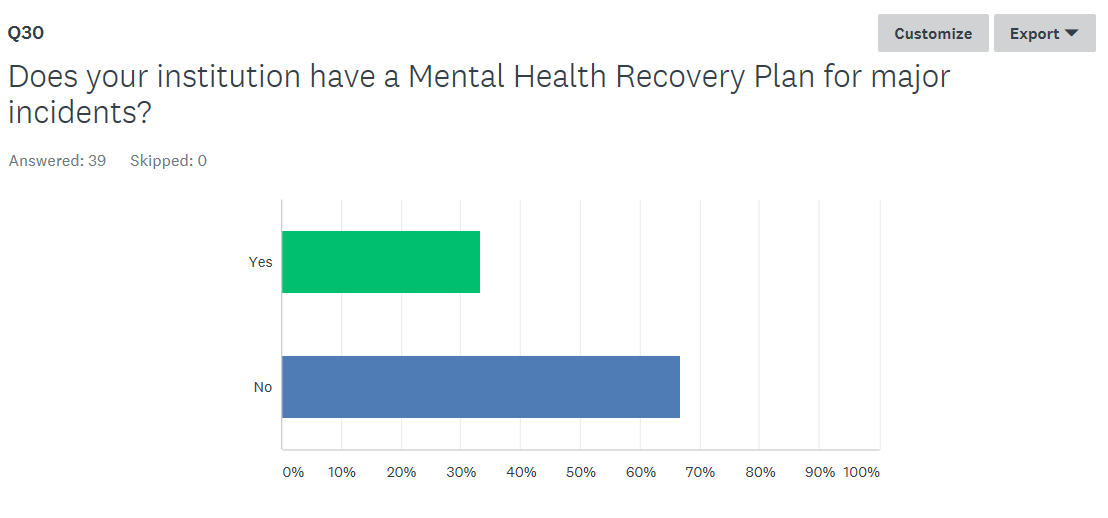 Q30
Customize
Export
Does your institution have a Mental Health Recovery Plan for major
incidents?
Answered: 39 Skipped: 0
Yes
No
0% 10% 20% 30% 40% 50% 60% 70% 80% 90% 100%